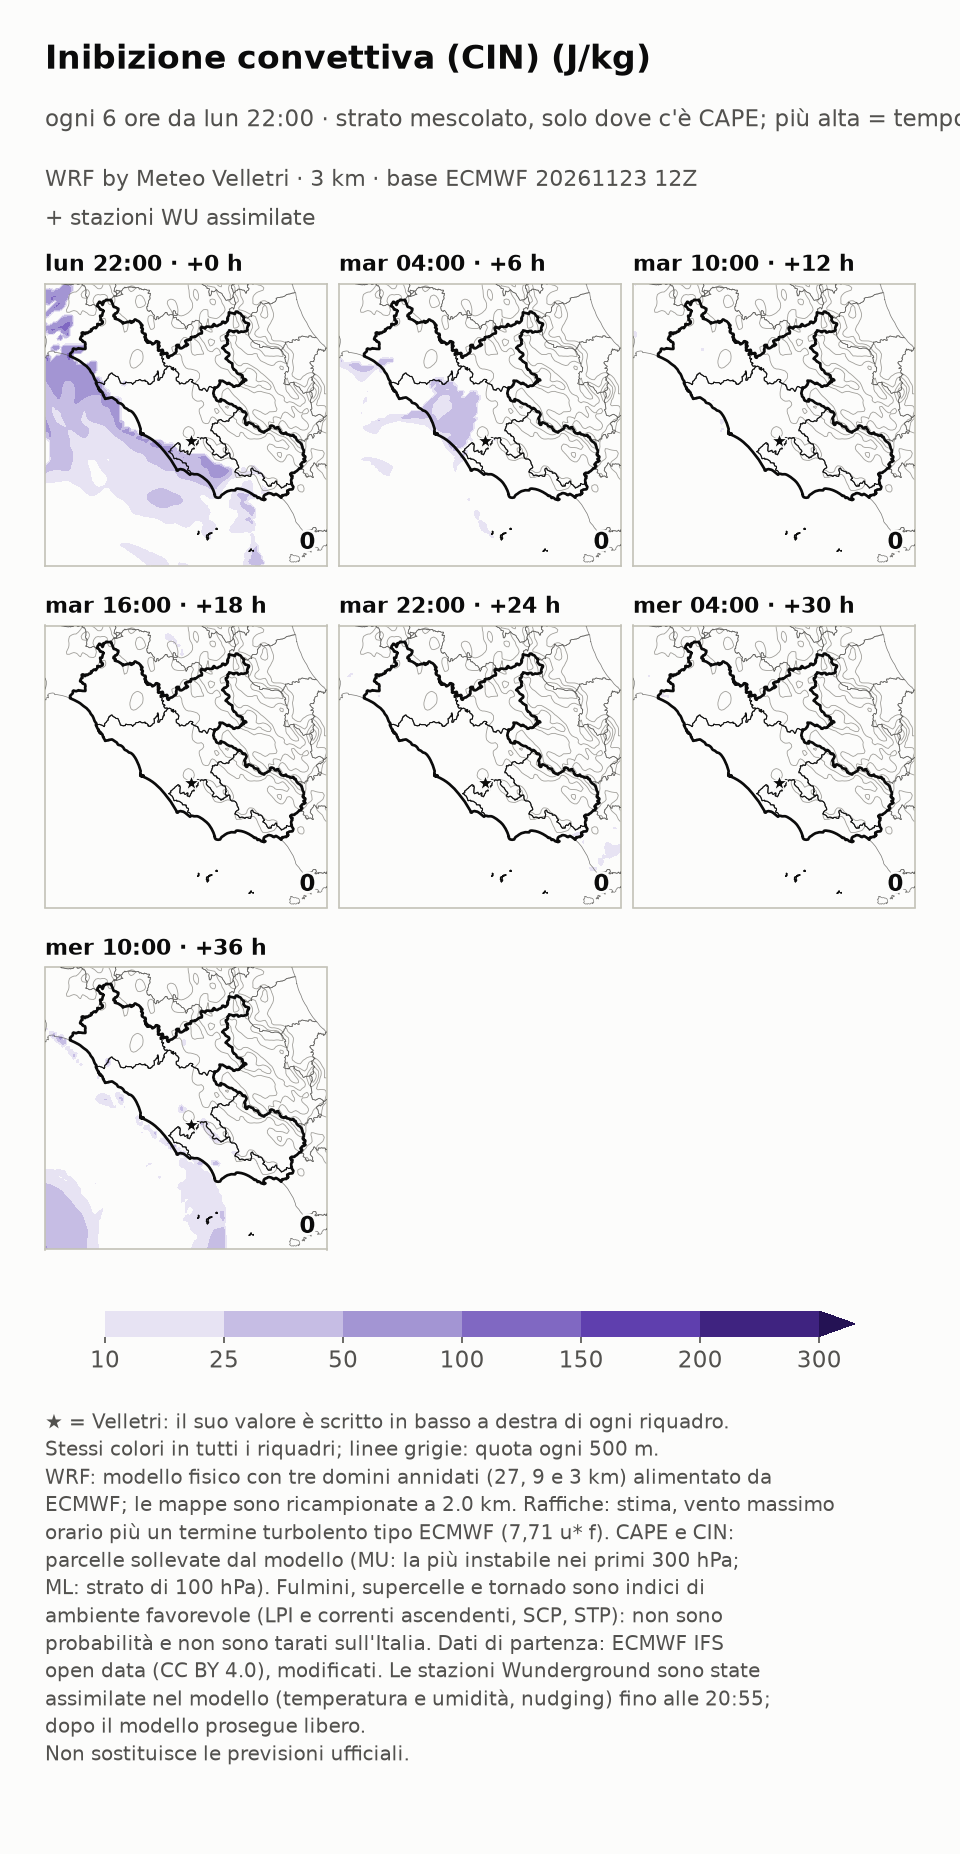 Inibizione convettiva (CIN) (J/kg)
ogni 6 ore da lun 22:00 · strato mescolato, solo dove c'è CAPE; più alta = tempo
WRF by Meteo Velletri · 3 km · base ECMWF 20261123 12Z
+ stazioni WU assimilate
lun 22:00 · +0 h
mar 04:00 · +6 h
mar 10:00 · +12 h
0
0
0
mar 16:00 · +18 h
mar 22:00 · +24 h
mer 04:00 · +30 h
0
0
0
mer 10:00 · +36 h
0
10 25 50 100 150 200 300
★ = Velletri: il suo valore è scritto in basso a destra di ogni riquadro.
Stessi colori in tutti i riquadri; linee grigie: quota ogni 500 m.
WRF: modello fisico con tre domini annidati (27, 9 e 3 km) alimentato da
ECMWF; le mappe sono ricampionate a 2.0 km. Raffiche: stima, vento massimo
orario più un termine turbolento tipo ECMWF (7,71 u* f). CAPE e CIN:
parcelle sollevate dal modello (MU: la più instabile nei primi 300 hPa;
ML: strato di 100 hPa). Fulmini, supercelle e tornado sono indici di
ambiente favorevole (LPI e correnti ascendenti, SCP, STP): non sono
probabilità e non sono tarati sull'Italia. Dati di partenza: ECMWF IFS
open data (CC BY 4.0), modificati. Le stazioni Wunderground sono state
assimilate nel modello (temperatura e umidità, nudging) fino alle 20:55;
dopo il modello prosegue libero.
Non sostituisce le previsioni ufficiali.